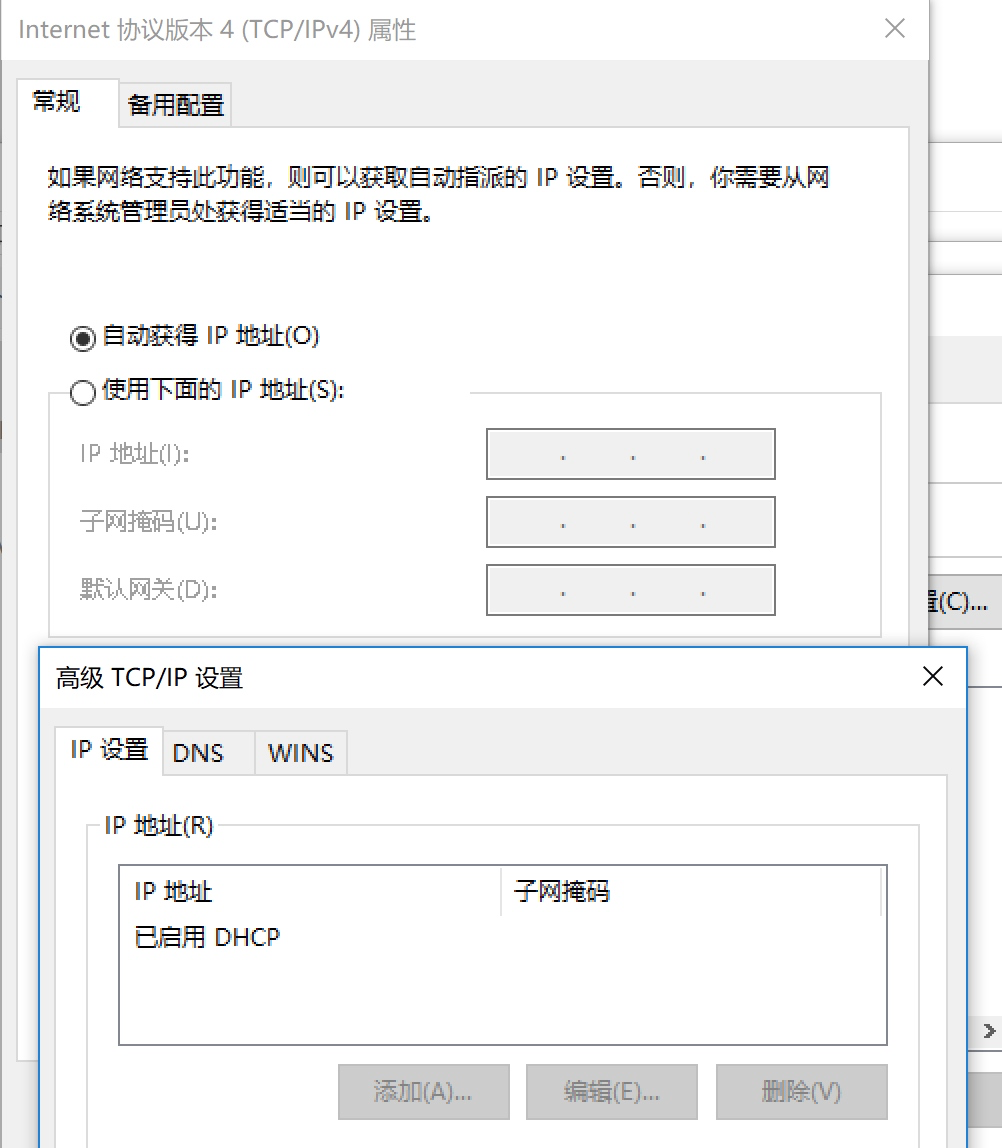 Internet 协议版本 4 (TCP/IPv4) 属性
常规
备用配置
如果网络支持此功能，则可以获取自动指派的 IP 设置。否则，你需要从网
络系统管理员处获得适当的 IP 设置。
自动获得 IP 地址(O)
使用下面的 IP 地址(S):
IP 地址(I):
. . .
子网掩码(U):
. . .
默认网关(D):
. . .
置(C)...
高级 TCP/IP 设置
IP 设置
DNS
WINS
IP 地址(R)
IP 地址
子网掩码
已启用 DHCP
添加(A)...
编辑(E)...
删除(V)